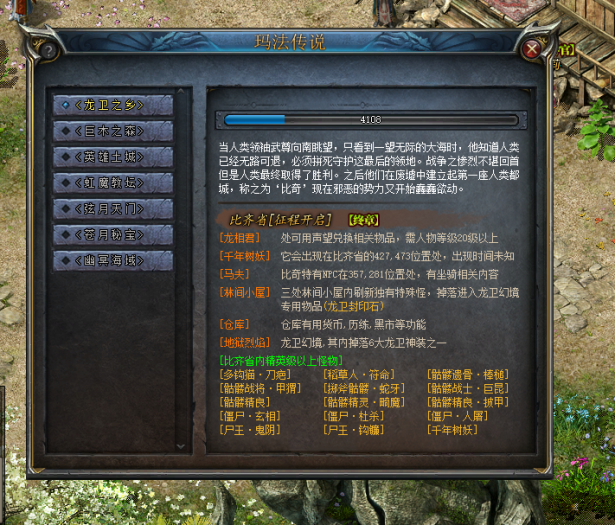 玛法传说
?
官】
<龙卫之乡>
<巨木之森>
<英雄土城>
<虹魔教坛>
<弦月天门>
<苍月秘宝>
<幽冥海域>
4108
当人类领袖武尊向南眺望，只看到一望无际的大海时，他知道人类
已经无路可退，必须拼死守护这最后的领地。战争之惨烈不堪回首
但是人类最终取得了胜利。之后他们在废墟中建立起第一座人类都
城，称之为‘比奇’现在邪恶的势力又开始蠢蠢欲动。
比齐省[征程开启] 【终章】
[龙相君] 处可用声望兑换相关物品，需人物等级20级以上
[千年树妖] 它会出现在比齐省的427,473位置处，出现时间未知
[马夫] 比奇特有NPC在357,281位置处，有坐骑相关内容
[林间小屋] 三处林间小屋内刷新独有特殊怪，掉落进入龙卫幻境
专用物品(龙卫封印石)
[仓库] 仓库有用货币,历练,黑市等功能
[地狱烈焰] 龙卫幻境,其内掉落6大龙卫神装之一
[比齐省内精英级以上怪物]
[多钩猫·刀疤] [稻草人·符命] [骷髅遗骨·棒槌]
[骷髅战将·甲猬] [掷斧骷髅·蛇牙] [骷髅战士·巨昆]
[骷髅精良] [骷髅精灵·畸魔] [骷髅精良·披甲]
[僵尸·玄相] [僵尸·杜杀] [僵尸·人屠]
[尸王·鬼阴] [尸王·钩镰] [千年树妖]